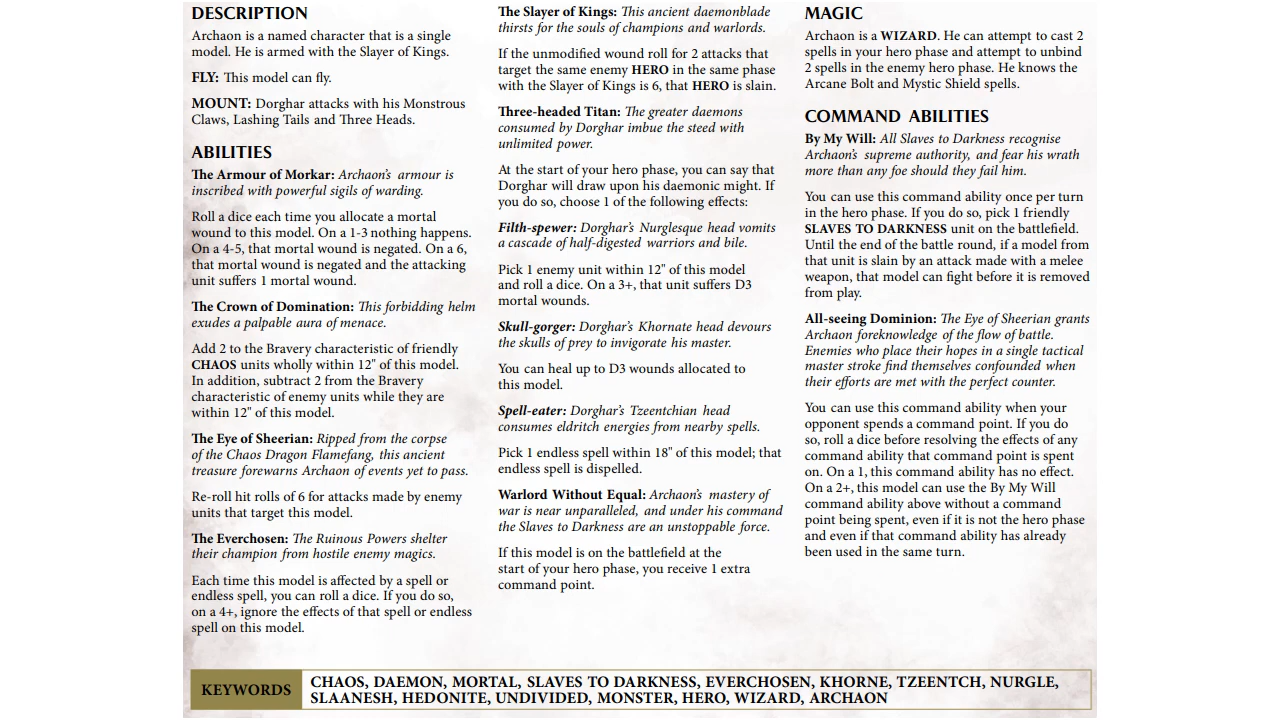 DESCRIPTION
Archaon is a named character that is a single
model. He is armed with the Slayer of Kings.
FLY: This model can fly.
MOUNT: Dorghar attacks with his Monstrous
Claws, Lashing Tails and Three Heads.
ABILITIES
The Armour of Morkar: Archaon's armour is
inscribed with powerful sigils of warding.
Roll a dice each time you allocate a mortal
wound to this model. On a 1-3 nothing happens.
On a 4-5, that mortal wound is negated. On a 6,
that mortal wound is negated and the attacking
unit suffers 1 mortal wound.
The Crown of Domination: This forbidding helm
exudes a palpable aura of menace.
Add 2 to the Bravery characteristic of friendly
CHAOS units wholly within 12" of this model.
In addition, subtract 2 from the Bravery
characteristic of enemy units while they are
within 12" of this model.
The Eye of Sheerian: Ripped from the corpse
of the Chaos Dragon Flamefang, this ancient
treasure forewarns Archaon of events yet to pass.
Re-roll hit rolls of 6 for attacks made by enemy
units that target this model.
The Everchosen: The Ruinous Powers shelter
their champion from hostile enemy magics.
Each time this model is affected by a spell or
endless spell, you can roll a dice. If you do so,
on a 4+, ignore the effects of that spell or endless
spell on this model.
The Slayer of Kings: This ancient daemonblade
thirsts for the souls of champions and warlords.
If the unmodified wound roll for 2 attacks that
target the same enemy HERO in the same phase
with the Slayer of Kings is 6, that HERO is slain.
Three-headed Titan: The greater daemons
consumed by Dorghar imbue the steed with
unlimited power.
At the start of your hero phase, you can say that
Dorghar will draw upon his daemonic might. If
you do so, choose 1 of the following effects:
Filth-spewer: Dorghar's Nurglesque head vomits
a cascade of half-digested warriors and bile.
Pick 1 enemy unit within 12" of this model
and roll a dice. On a 3+, that unit suffers D3
mortal wounds.
Skull-gorger: Dorghar's Khornate head devours
the skulls of prey to invigorate his master.
You can heal up to D3 wounds allocated to
this model.
Spell-eater: Dorghar's Tzeentchian head
consumes eldritch energies from nearby spells.
Pick 1 endless spell within 18" of this model; that
endless spell is dispelled.
Warlord Without Equal: Archaon's mastery of
war is near unparalleled, and under his command
the Slaves to Darkness are an unstoppable force.
If this model is on the battlefield at the
start of your hero phase, you receive 1 extra
command point.
MAGIC
Archaon is a WIZARD. He can attempt to cast 2
spells in your hero phase and attempt to unbind
2 spells in the enemy hero phase. He knows the
Arcane Bolt and Mystic Shield spells.
COMMAND ABILITIES
By My Will: All Slaves to Darkness recognise
Archaon's supreme authority, and fear his wrath
more than any foe should they fail him.
You can use this command ability once per turn
in the hero phase. If you do so, pick 1 friendly
SLAVES TO DARKNESS unit on the battlefield.
Until the end of the battle round, if a model from
that unit is slain by an attack made with a melee
weapon, that model can fight before it is removed
from play.
All-seeing Dominion: The Eye of Sheerian grants
Archaon foreknowledge of the flow of battle.
Enemies who place their hopes in a single tactical
master stroke find themselves confounded when
their efforts are met with the perfect counter.
You can use this command ability when your
opponent spends a command point. If you do
so, roll a dice before resolving the effects of any
command ability that command point is spent
on. On a 1, this command ability has no effect.
On a 2+, this model can use the By My Will
command ability above without a command
point being spent, even if it is not the hero phase
and even if that command ability has already
been used in the same turn.
KEYWORDS
CHAOS, DAEMON, MORTAL, SLAVES TO DARKNESS, EVERCHOSEN, KHORNE, TZEENTCH, NURGLE,
SLAANESH, HEDONITE, UNDIVIDED, MONSTER, HERO, WIZARD, ARCHAON